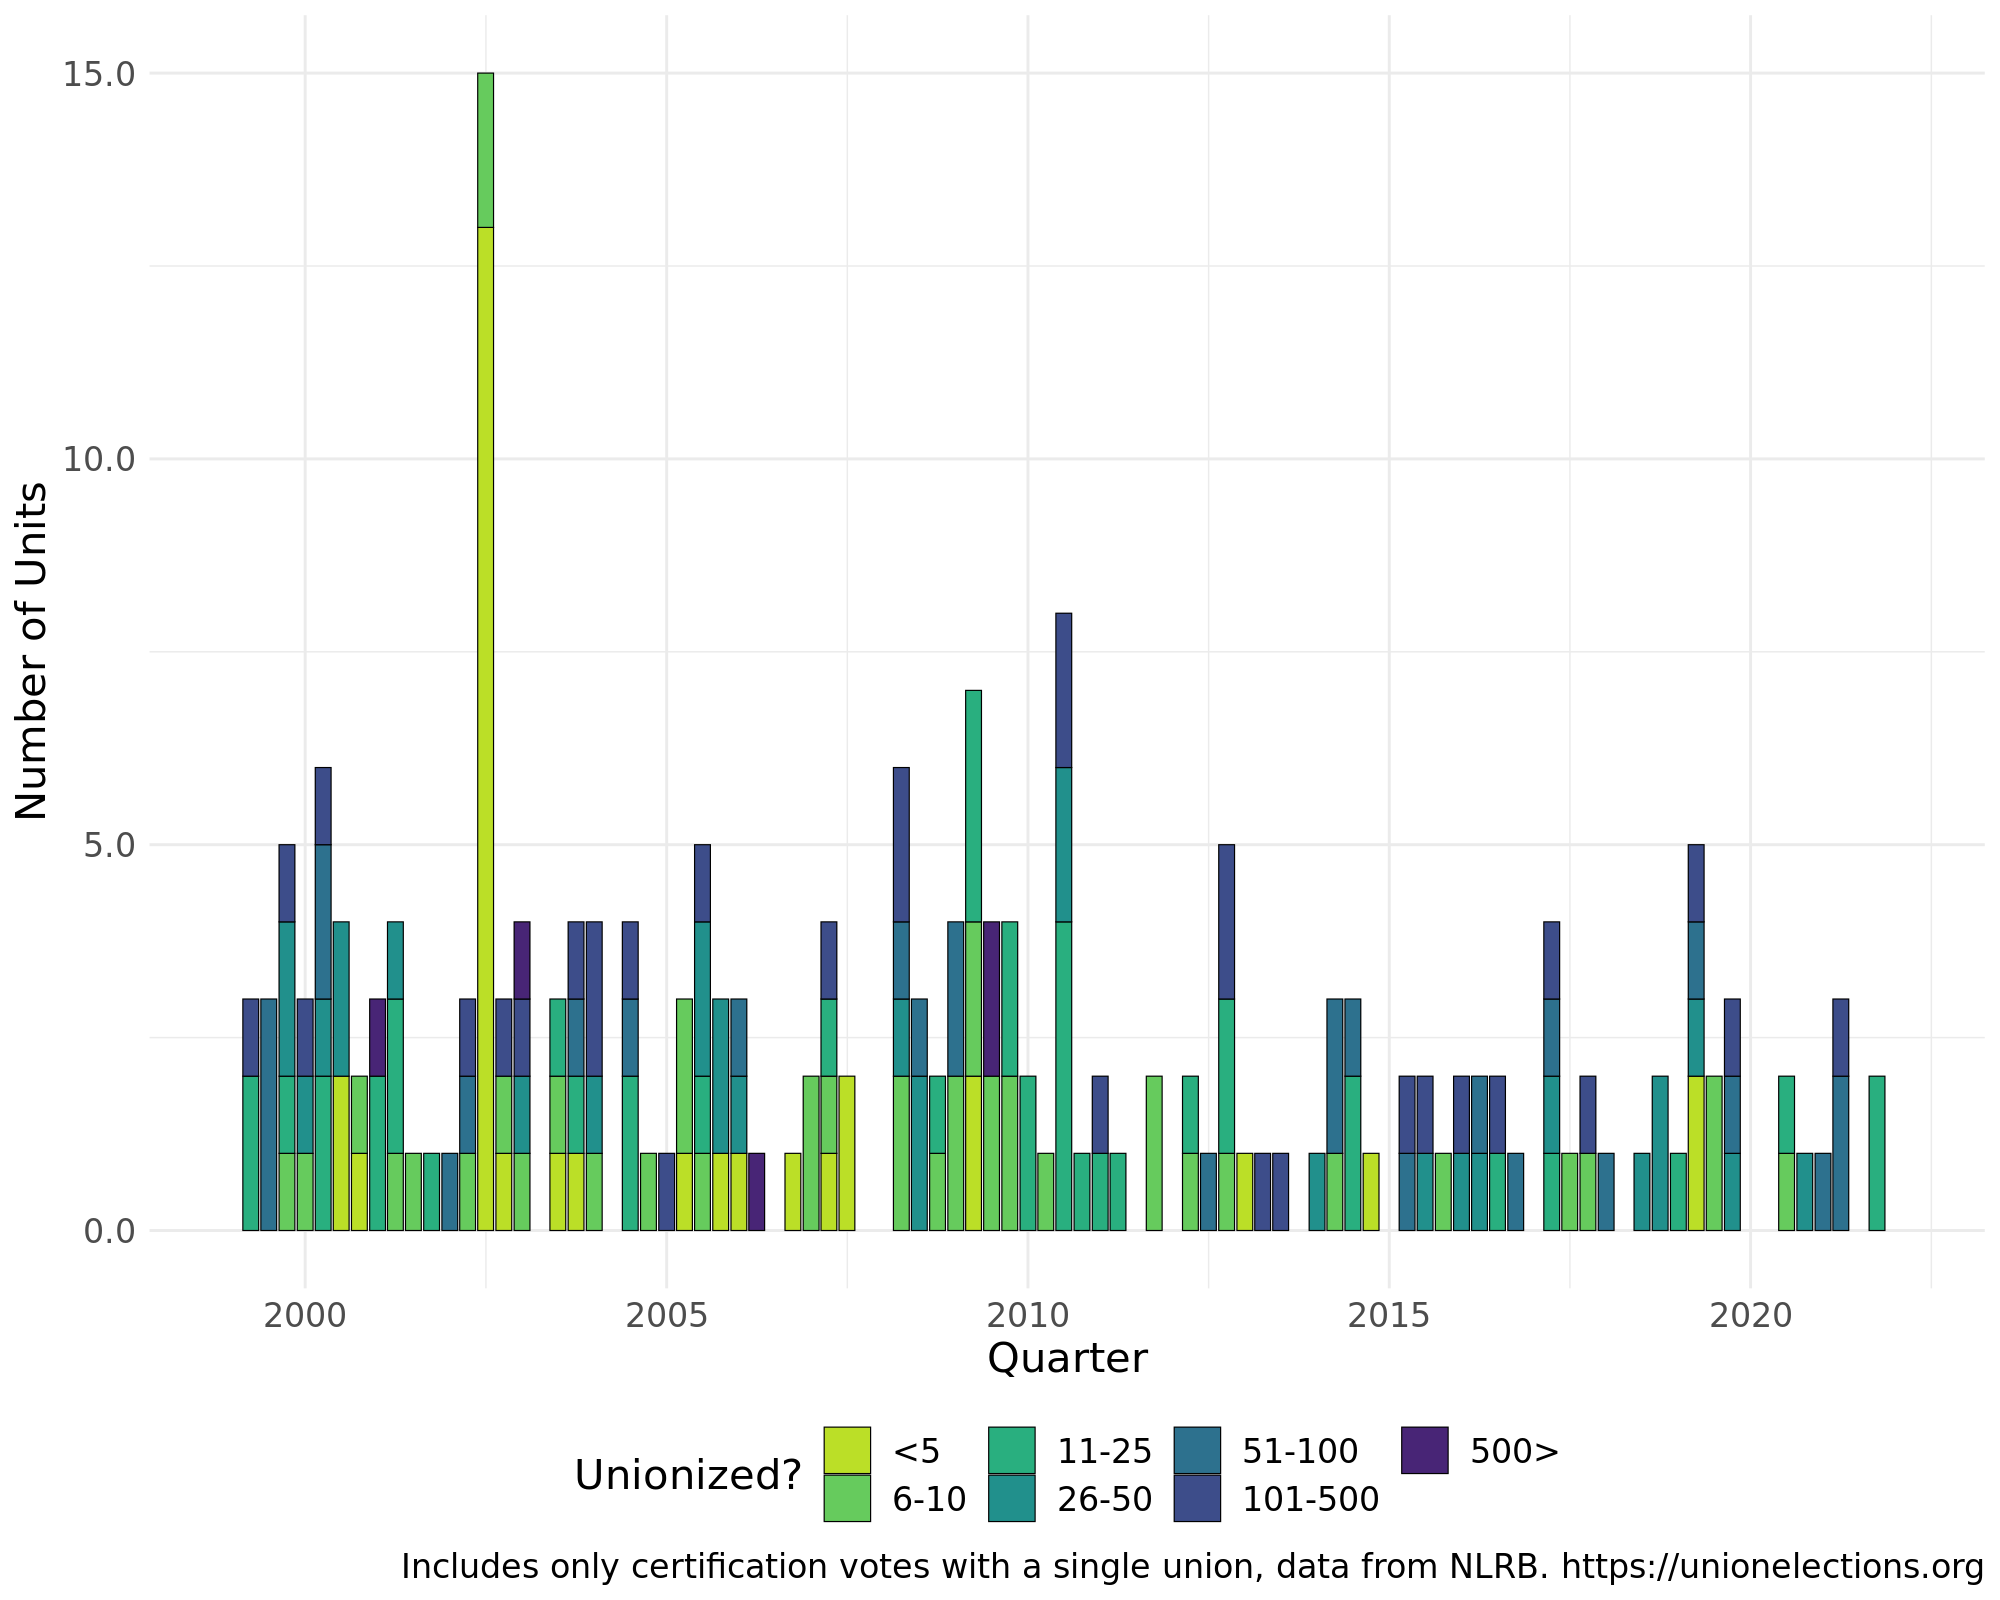 15.0
10.0
5.0
0.0
Number of Units
2000 2005 2010 2015 2020
Quarter
Unionized?
<5 11-25 51-100 500>
6-10 26-50 101-500
Includes only certification votes with a single union, data from NLRB. https://unionelections.org